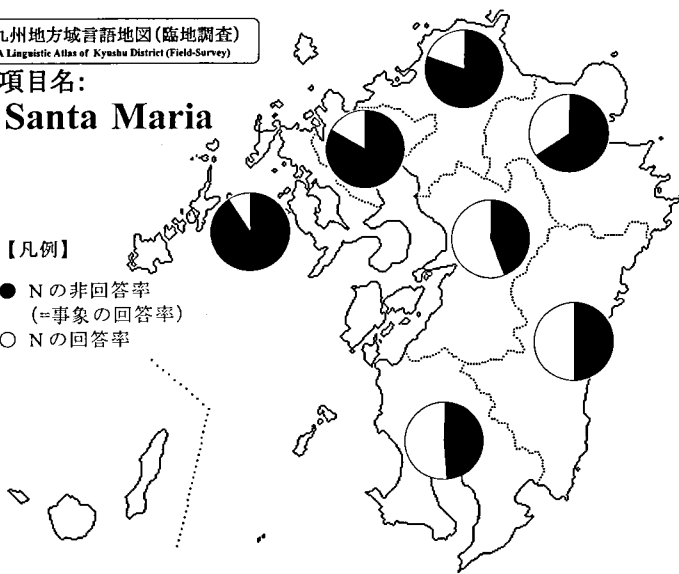 九州地方域言語地図(臨地調査)
A Linguistic Atlas of Kyushu District (Field-Survey)
項目名:
Santa Maria
【凡例】
● Nの非回答率
(=事象の回答率)
○ Nの回答率